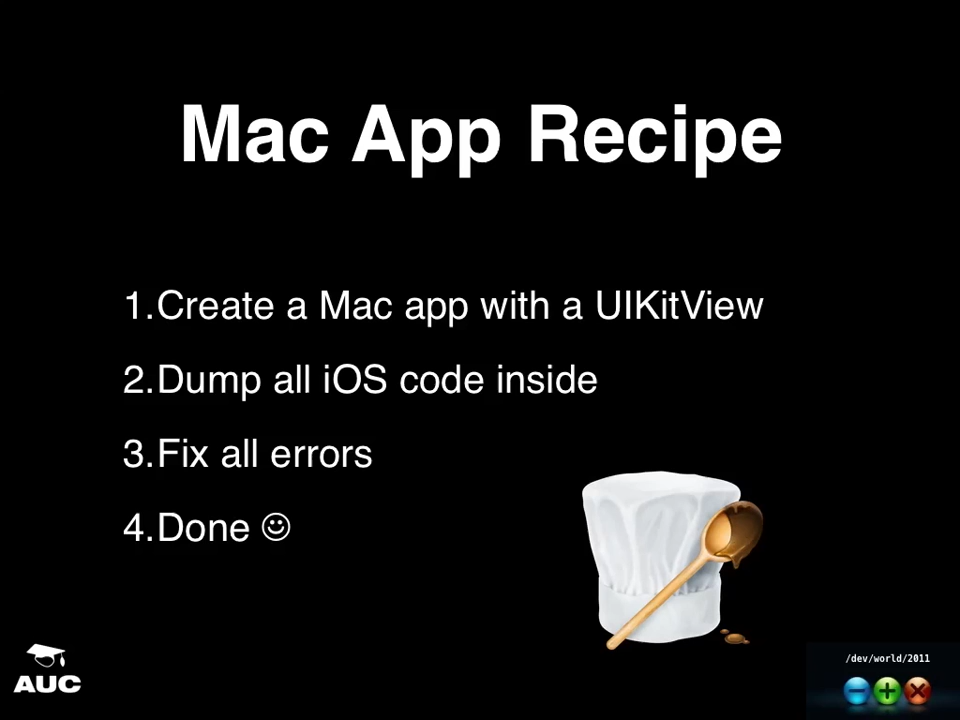 Mac App Recipe
1.Create a Mac app with a UIKitView
2.Dump all iOS code inside
3.Fix all errors
4.Done ☺
AUC
/dev/world/2011